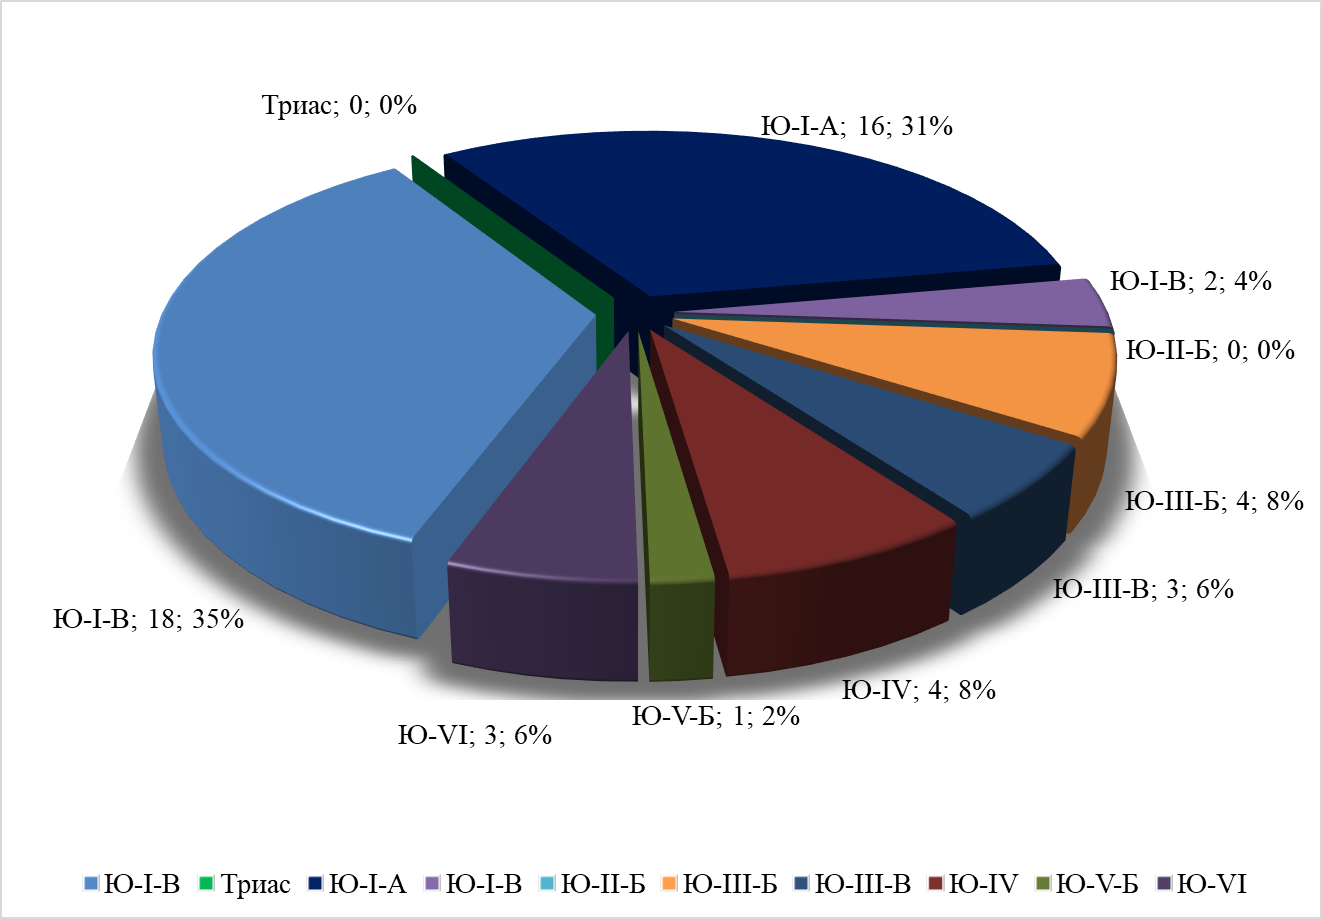 Триас; 0; 0%
Ю-I-А; 16; 31%
Ю-I-В; 2; 4%
Ю-II-Б; 0; 0%
Ю-III-Б; 4; 8%
Ю-III-В; 3; 6%
Ю-I-В; 18; 35%
Ю-IV; 4; 8%
Ю-V-Б; 1; 2%
Ю-VI; 3; 6%
Ю-I-В Триас Ю-I-А Ю-I-В Ю-II-Б Ю-III-Б Ю-III-В Ю-IV Ю-V-Б Ю-VI